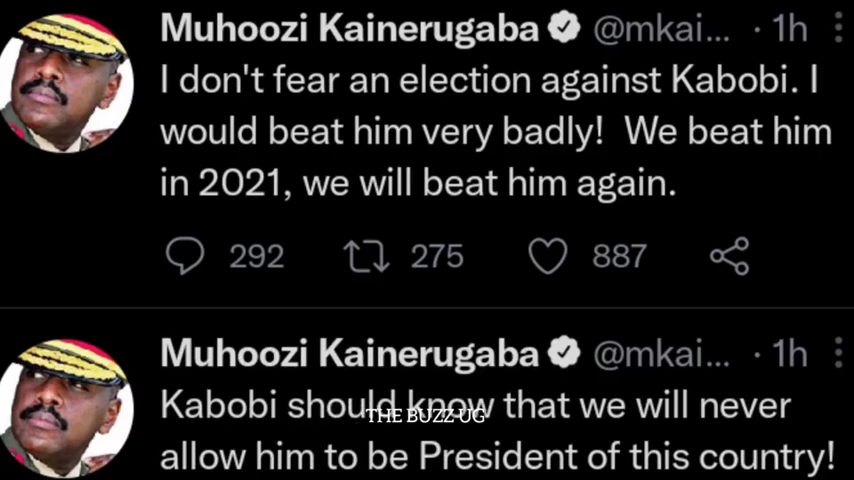 Muhoozi Kainerugaba @mkai... · 1h
I don't fear an election against Kabobi. I
would beat him very badly! We beat him
in 2021, we will beat him again.
292 275 887
Muhoozi Kainerugaba @mkai... · 1h
Kabobi should know that we will never
THE BUZZ UG
allow him to be President of this country!